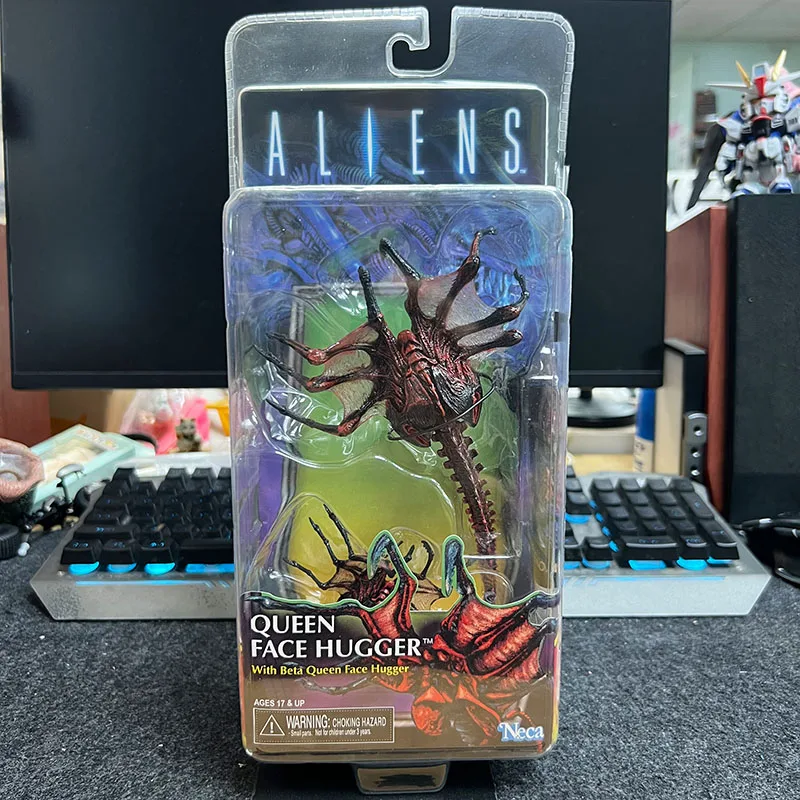 ALIENS™
QUEEN
FACE HUGGER™
With Beta Queen Face Hugger
AGES 17 & UP
WARNING: CHOKING HAZARD
- Small parts. Not for children under 3 years.
Neca